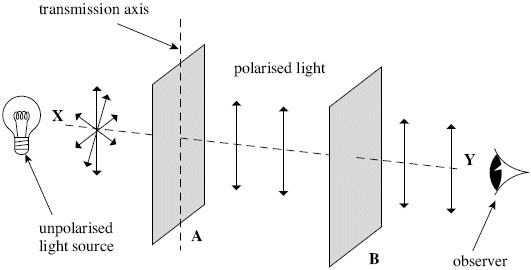 transmission axis
polarised light
X
Y
unpolarised
light source
A
B
observer